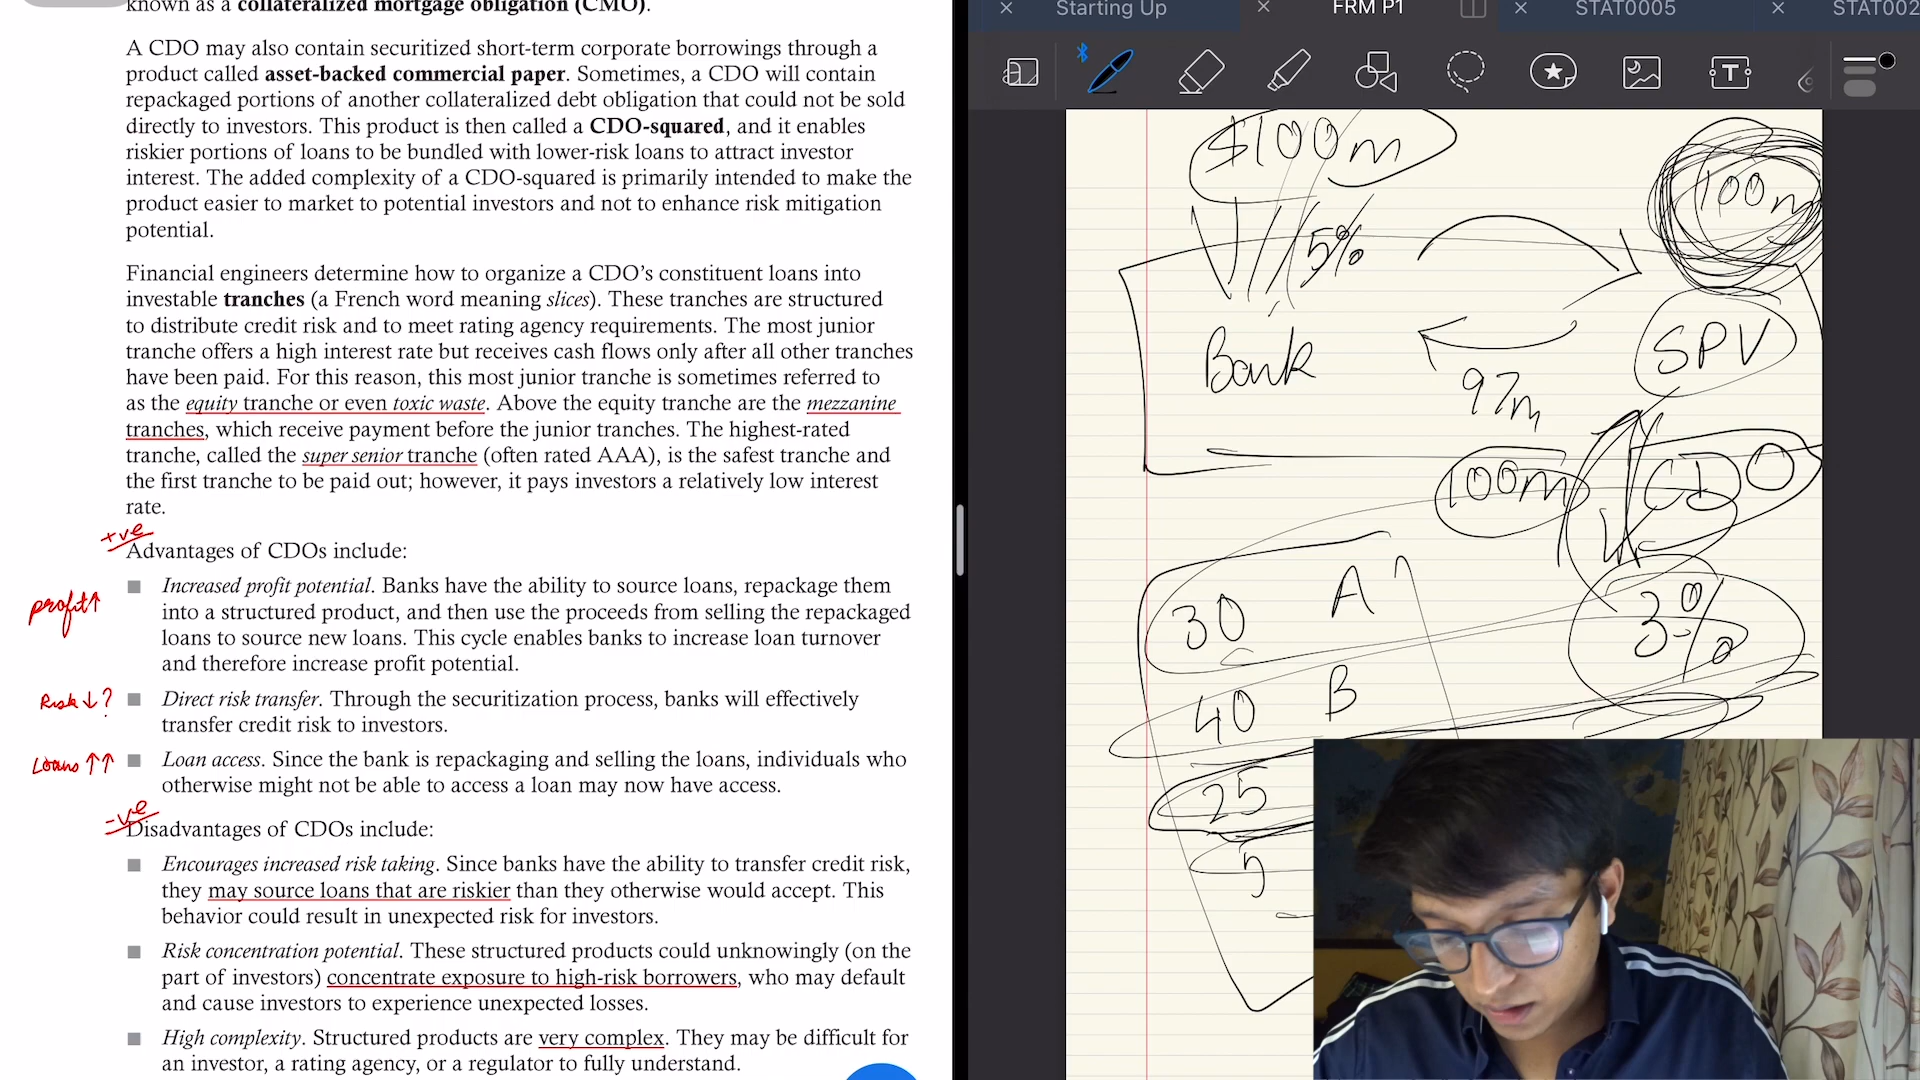 known as a collateralized mortgage obligation (CMO).
A CDO may also contain securitized short-term corporate borrowings through a
product called asset-backed commercial paper. Sometimes, a CDO will contain
repackaged portions of another collateralized debt obligation that could not be sold
directly to investors. This product is then called a CDO-squared, and it enables
riskier portions of loans to be bundled with lower-risk loans to attract investor
interest. The added complexity of a CDO-squared is primarily intended to make the
product easier to market to potential investors and not to enhance risk mitigation
potential.
Financial engineers determine how to organize a CDO’s constituent loans into
investable tranches (a French word meaning slices). These tranches are structured
to distribute credit risk and to meet rating agency requirements. The most junior
tranche offers a high interest rate but receives cash flows only after all other tranches
have been paid. For this reason, this most junior tranche is sometimes referred to
as the equity tranche or even toxic waste. Above the equity tranche are the mezzanine
tranches, which receive payment before the junior tranches. The highest-rated
tranche, called the super senior tranche (often rated AAA), is the safest tranche and
the first tranche to be paid out; however, it pays investors a relatively low interest
rate.
+ve
Advantages of CDOs include:
profit↑
■ Increased profit potential. Banks have the ability to source loans, repackage them
into a structured product, and then use the proceeds from selling the repackaged
loans to source new loans. This cycle enables banks to increase loan turnover
and therefore increase profit potential.
Risk ↓ ?
■ Direct risk transfer. Through the securitization process, banks will effectively
transfer credit risk to investors.
Loans ↑↑
■ Loan access. Since the bank is repackaging and selling the loans, individuals who
otherwise might not be able to access a loan may now have access.
-ve
Disadvantages of CDOs include:
■ Encourages increased risk taking. Since banks have the ability to transfer credit risk,
they may source loans that are riskier than they otherwise would accept. This
behavior could result in unexpected risk for investors.
■ Risk concentration potential. These structured products could unknowingly (on the
part of investors) concentrate exposure to high-risk borrowers, who may default
and cause investors to experience unexpected losses.
■ High complexity. Structured products are very complex. They may be difficult for
an investor, a rating agency, or a regulator to fully understand.
Starting Up
FRM P1
STAT0005
STAT002
$100m
100m
5%
Bank
SPV
97m
100m
CDO
30 A
3%
40 B
25
5